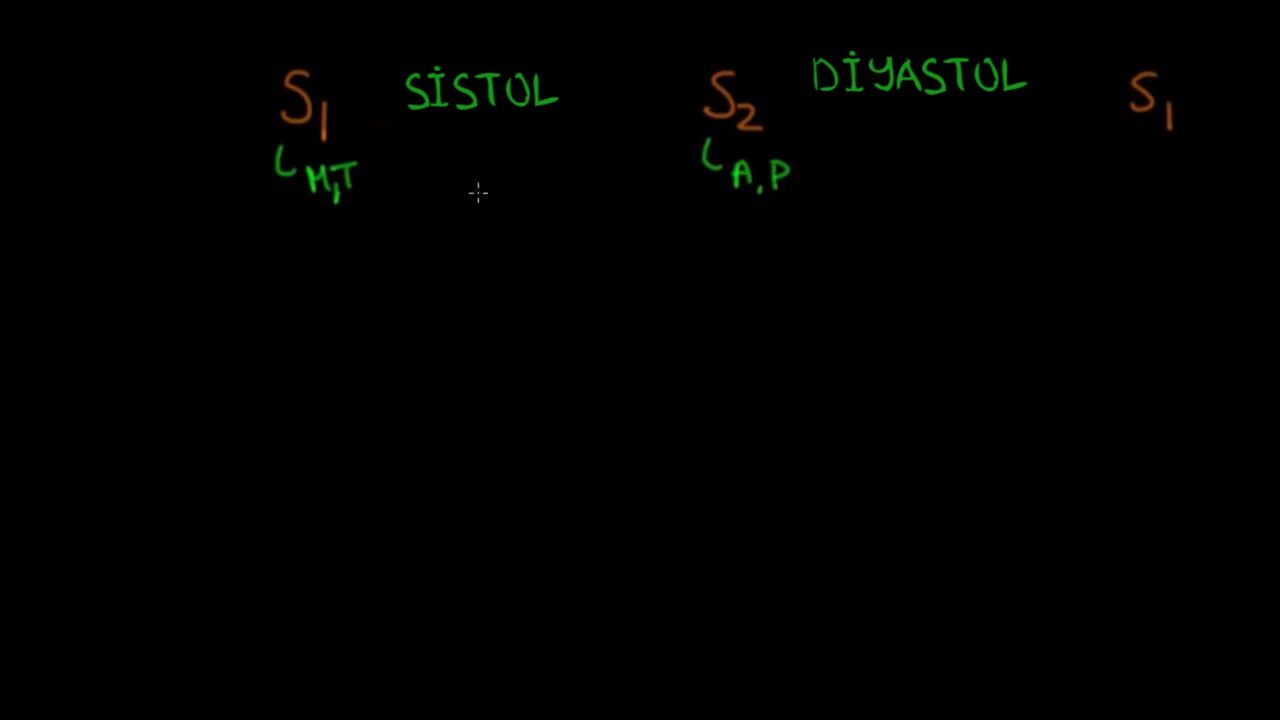 S₁ SİSTOL S₂ DİYASTOL S₁
M,T A,P